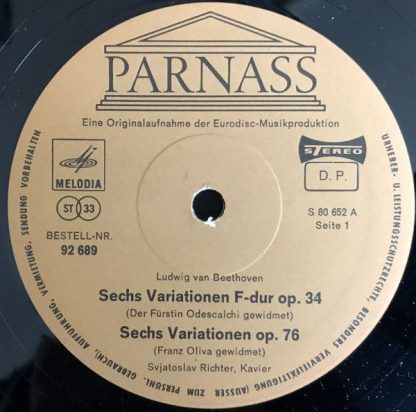 PARNASS
Eine Originalaufnahme der Eurodisc-Musikproduktion
MELODIA
ST 33
BESTELL-NR.
92 689
STEREO
D. P.
S 80 652 A
Seite 1
Ludwig van Beethoven
Sechs Variationen F-dur op. 34
(Der Fürstin Odescalchi gewidmet)
Sechs Variationen op. 76
(Franz Oliva gewidmet)
Svjatoslav Richter, Kavier
URHEBER- U. LEISTUNGSSCHUTZRECHTE, BESONDERS VERVIELFÄLTIGUNG (AUSSER ZUM PERSÖNL. GEBRAUCH), AUFFÜHRUNG, VERMIETUNG, SENDUNG VORBEHALTEN